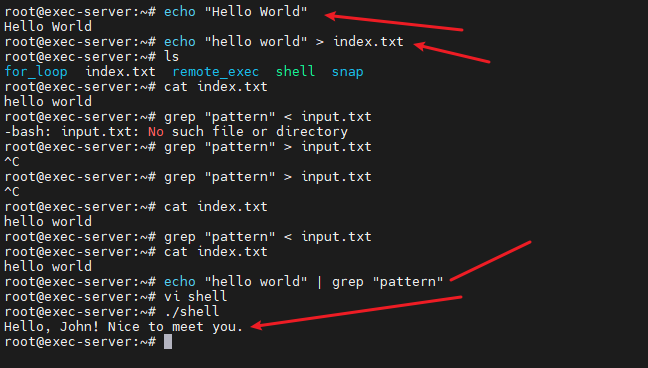 root@exec-server:~# echo "Hello World"
Hello World
root@exec-server:~# echo "hello world" > index.txt
root@exec-server:~# ls
for_loop  index.txt  remote_exec  shell  snap
root@exec-server:~# cat index.txt
hello world
root@exec-server:~# grep "pattern" < input.txt
-bash: input.txt: No such file or directory
root@exec-server:~# grep "pattern" > input.txt
^C
root@exec-server:~# grep "pattern" > input.txt
^C
root@exec-server:~# cat index.txt
hello world
root@exec-server:~# grep "pattern" < input.txt
root@exec-server:~# cat index.txt
hello world
root@exec-server:~# echo "hello world" | grep "pattern"
root@exec-server:~# vi shell
root@exec-server:~# ./shell
Hello, John! Nice to meet you.
root@exec-server:~#